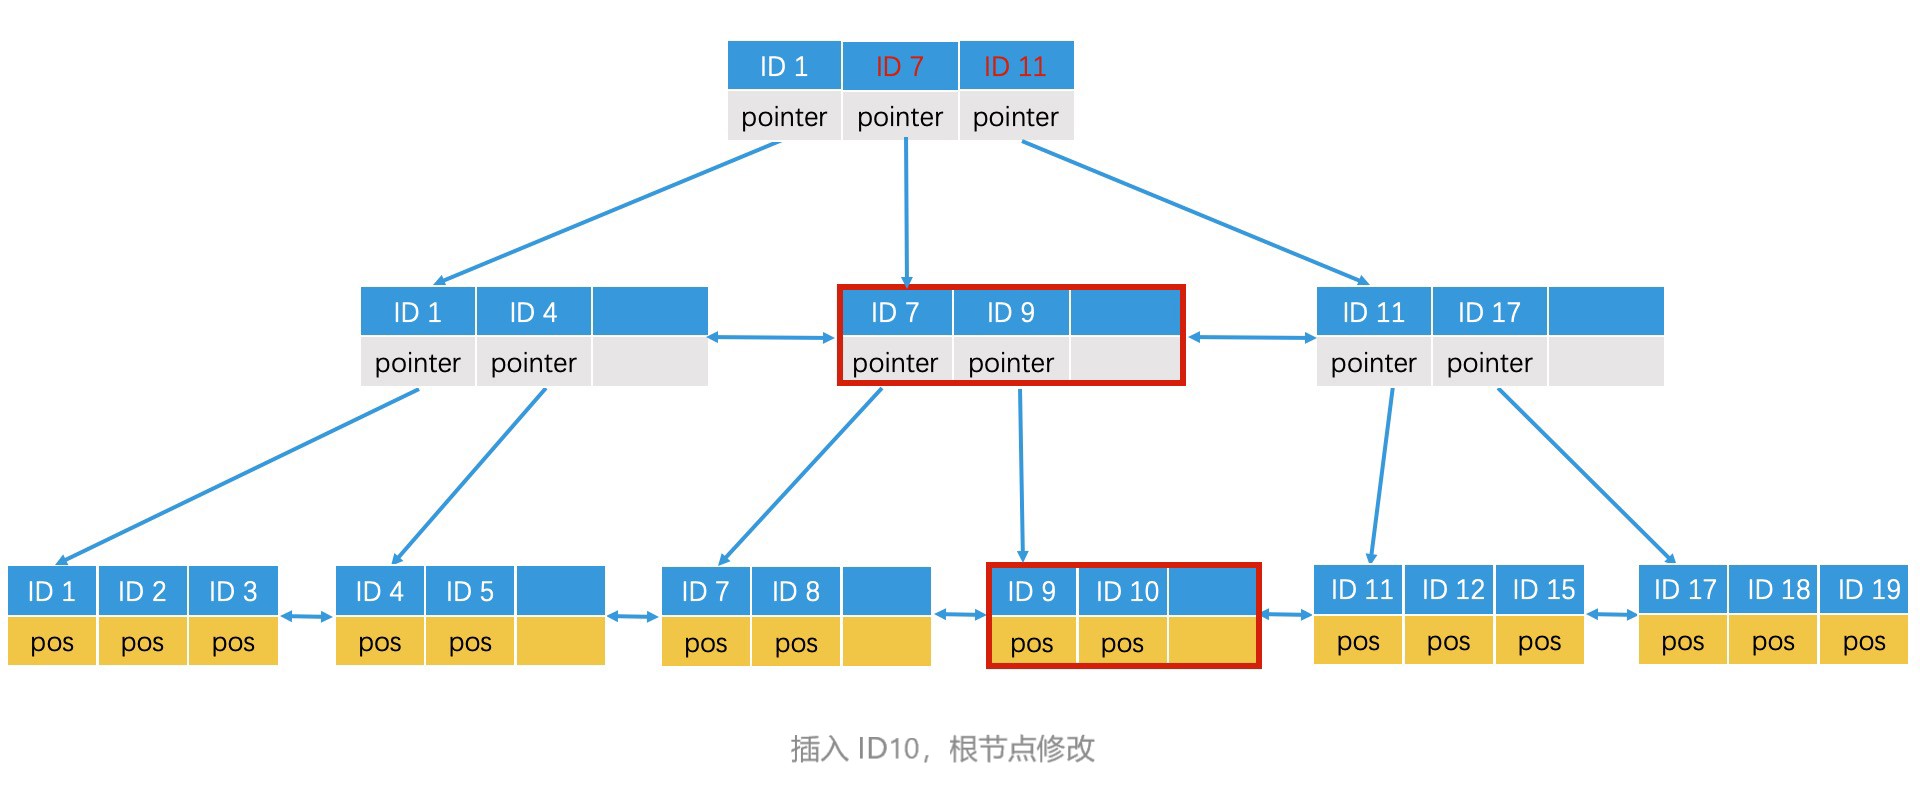 ID 1 ID 7 ID 11
pointer pointer pointer
ID 1 ID 4 ID 7 ID 9 ID 11 ID 17
pointer pointer pointer pointer pointer pointer
ID 1 ID 2 ID 3 ID 4 ID 5 ID 7 ID 8 ID 9 ID 10 ID 11 ID 12 ID 15 ID 17 ID 18 ID 19
pos pos pos pos pos pos pos pos pos pos pos pos pos pos pos
插入 ID10，根节点修改